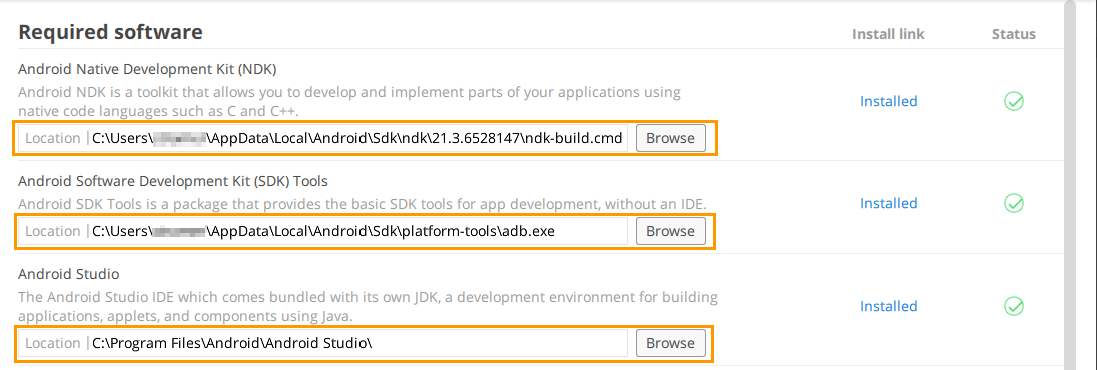 Required software Install link Status
Android Native Development Kit (NDK)
Android NDK is a toolkit that allows you to develop and implement parts of your applications using
native code languages such as C and C++.
Installed
Location C:\Users\ \AppData\Local\Android\Sdk\ndk\21.3.6528147\ndk-build.cmd Browse
Android Software Development Kit (SDK) Tools
Android SDK Tools is a package that provides the basic SDK tools for app development, without an IDE.
Installed
Location C:\Users\ \AppData\Local\Android\Sdk\platform-tools\adb.exe Browse
Android Studio
The Android Studio IDE which comes bundled with its own JDK, a development environment for building
applications, applets, and components using Java.
Installed
Location C:\Program Files\Android\Android Studio\ Browse